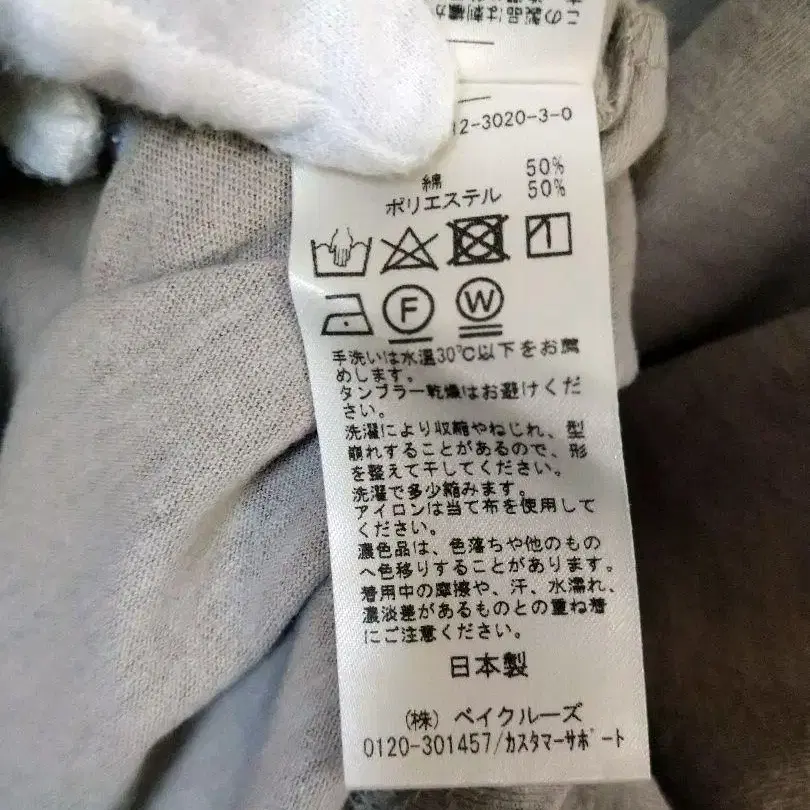 この製品は刺繍が
12-3020-3-0
綿 50%
ポリエステル 50%
F W
手洗いは水温30℃以下をお薦
めします。
タンブラー乾燥はお避けくだ
さい。
洗濯により収縮やねじれ、型
崩れすることがあるので、形
を整えて干してください。
洗濯で多少縮みます。
アイロンは当て布を使用して
ください。
濃色品は、色落ちや他のもの
へ色移りすることがあります。
着用中の摩擦や、汗、水濡れ、
濃淡差があるものとの重ね着
にご注意ください。
日本製
(株) ベイクルーズ
0120-301457/カスタマーサポート